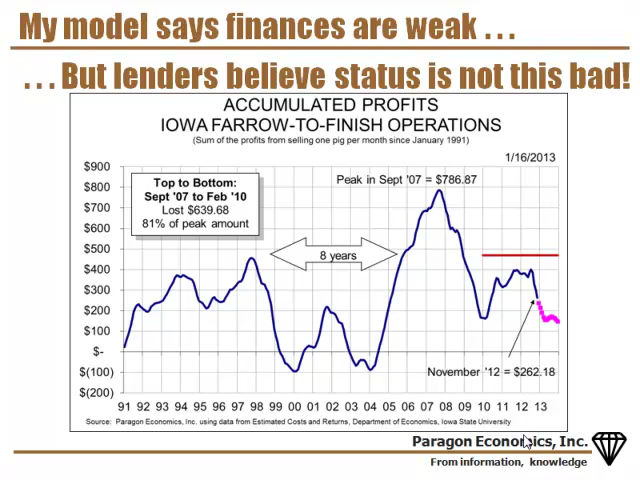 My model says finances are weak . . .
. . . But lenders believe status is not this bad!
ACCUMULATED PROFITS
IOWA FARROW-TO-FINISH OPERATIONS
(Sum of the profits from selling one pig per month since January 1991)
1/16/2013
$900
$800
$700
$600
$500
$400
$300
$200
$100
$-
$(100)
$(200)
Top to Bottom:
Sept '07 to Feb '10
Lost $639.68
81% of peak amount
Peak in Sept '07 = $786.87
8 years
November '12 = $262.18
91 92 93 94 95 96 97 98 99 00 01 02 03 04 05 06 07 08 09 10 11 12 13
Source: Paragon Economics, Inc. using data from Estimated Costs and Returns, Department of Economics, Iowa State University
Paragon Economics, Inc.
From information, knowledge